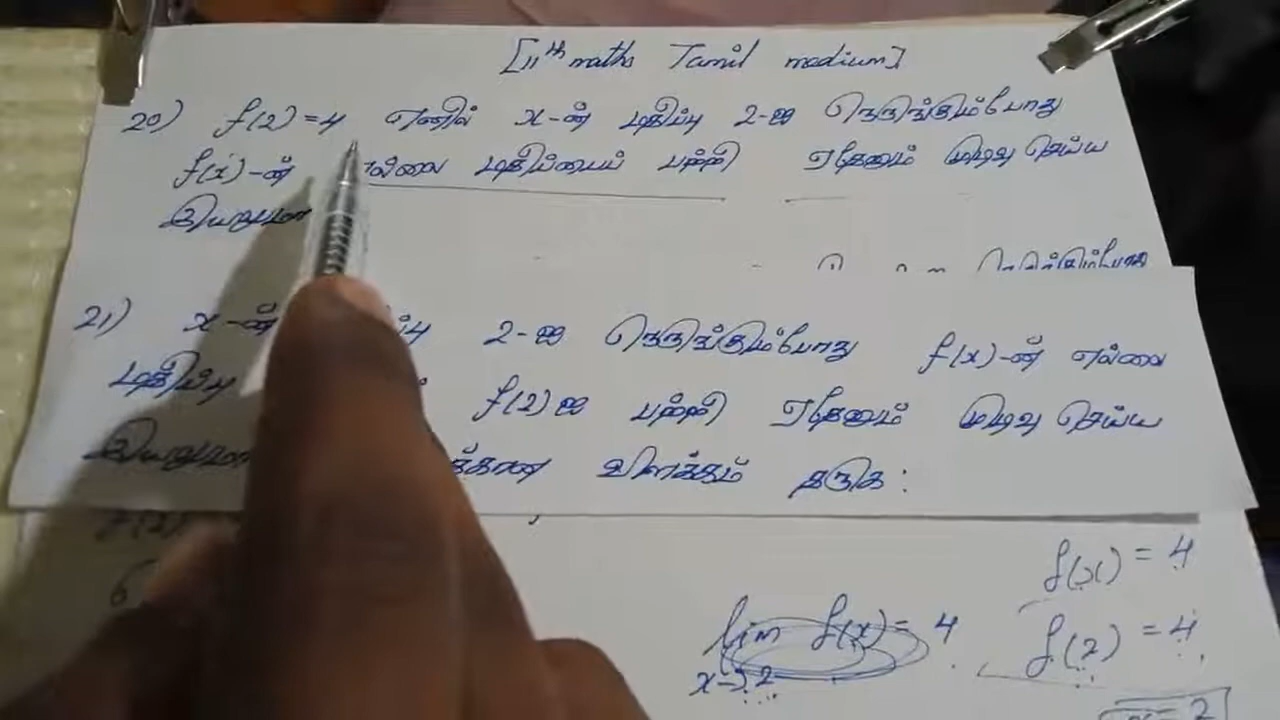 [11th maths Tamil medium]
20) f(2)=4 எனில் x-ன் மதிப்பு 2-ஐ நெருங்கும்போது
f(x)-ன் எல்லை மதிப்பைப் பற்றி ஏதேனும் முடிவு செய்ய
இயலுமா
21) x-ன் 2-ஐ நெருங்கும்போது f(x)-ன் எல்லை
மதிப்பு f(2)ஐ பற்றி ஏதேனும் முடிவு செய்ய
இயலுமா விளக்கம் தருக:
f(x) = 4
lim f(x) = 4
x→2
f(2) = 4